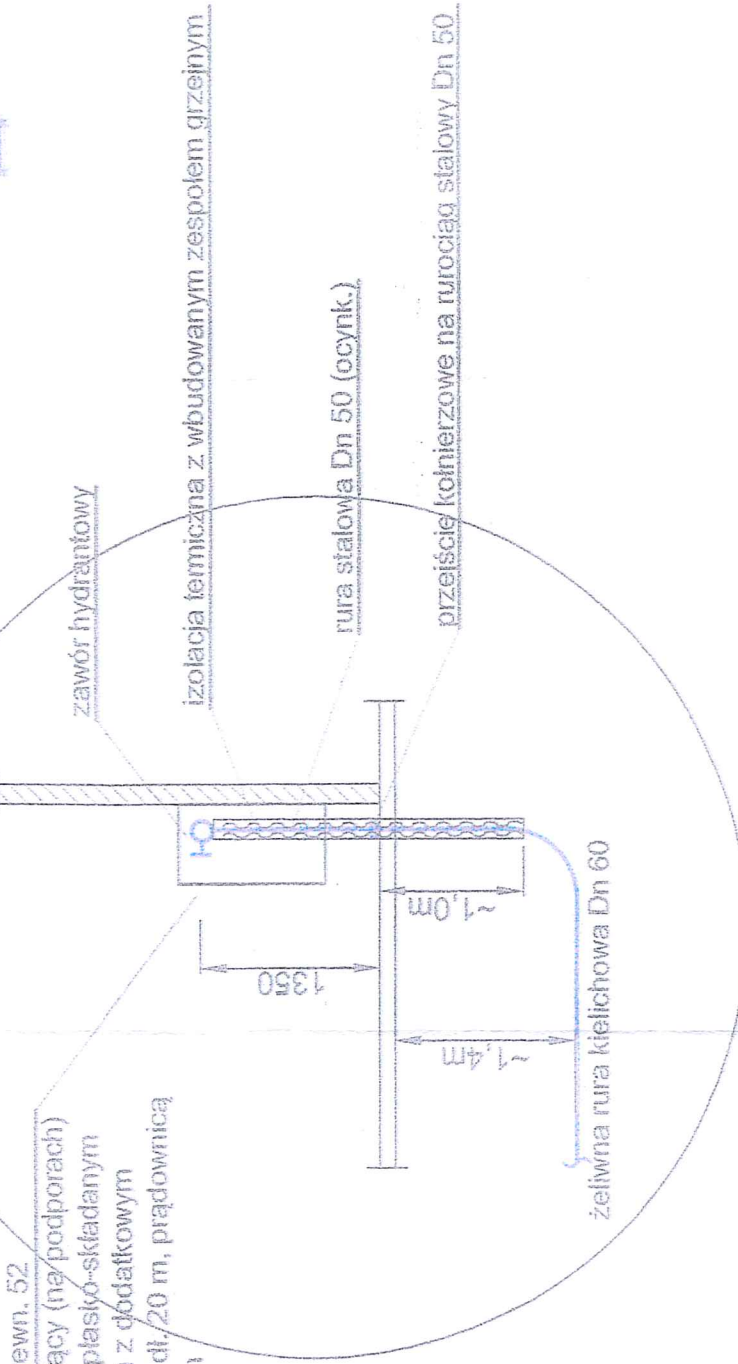 zawór hydrantowy
izolacja termiczna z wbudowanym zespołem grzejnym
rura stalowa Dn 50 (ocynk.)
przejście kołnierzowe na rurociąg stalowy Dn 50
ewn. 52
ący (na podporach)
płasko-składanym
z dodatkowym
dł. 20 m, prądownicą
1350
~1,0m
~1,4m
żeliwna rura kielichowa Dn 60